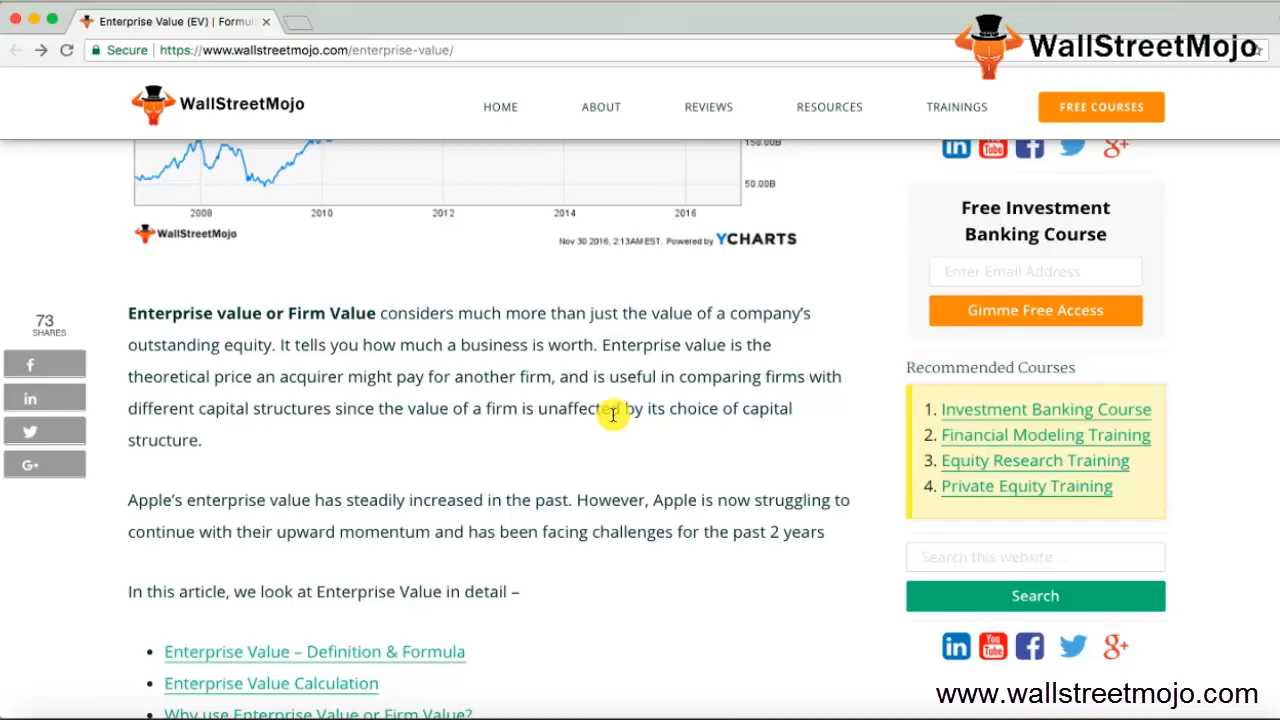 Enterprise Value (EV) | Formul
Secure | https://www.wallstreetmojo.com/enterprise-value/
WallStreetMojo
WallStreetMojo
HOME ABOUT REVIEWS RESOURCES TRAININGS FREE COURSES
150.00B
50.00B
2008 2010 2012 2014 2016
WallStreetMojo
Nov 30 2016, 2:13AM EST. Powered by YCHARTS
73
SHARES
Enterprise value or Firm Value considers much more than just the value of a company's
outstanding equity. It tells you how much a business is worth. Enterprise value is the
theoretical price an acquirer might pay for another firm, and is useful in comparing firms with
different capital structures since the value of a firm is unaffected by its choice of capital
structure.
Apple's enterprise value has steadily increased in the past. However, Apple is now struggling to
continue with their upward momentum and has been facing challenges for the past 2 years
In this article, we look at Enterprise Value in detail –
• Enterprise Value – Definition & Formula
• Enterprise Value Calculation
Why use Enterprise Value or Firm Value?
Free Investment
Banking Course
Enter Email Address
Gimme Free Access
Recommended Courses
1. Investment Banking Course
2. Financial Modeling Training
3. Equity Research Training
4. Private Equity Training
Search this website ...
Search
www.wallstreetmojo.com